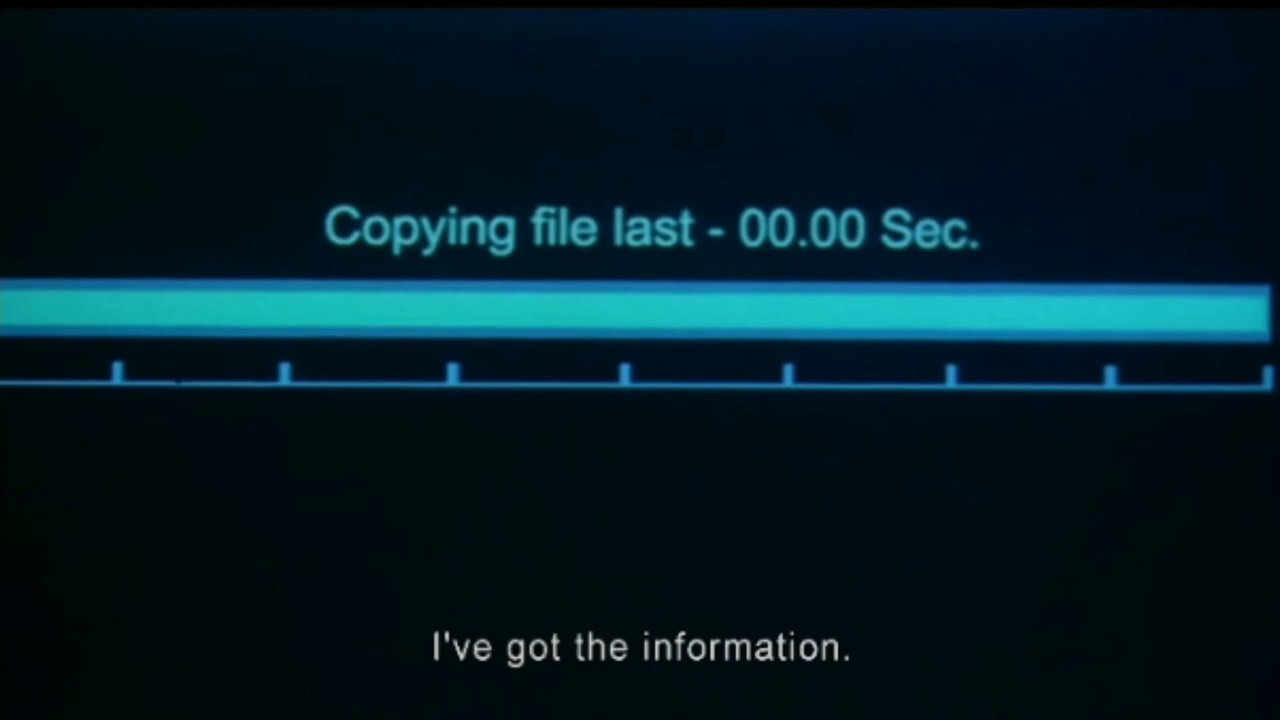 Copying file last - 00.00 Sec.
I've got the information.